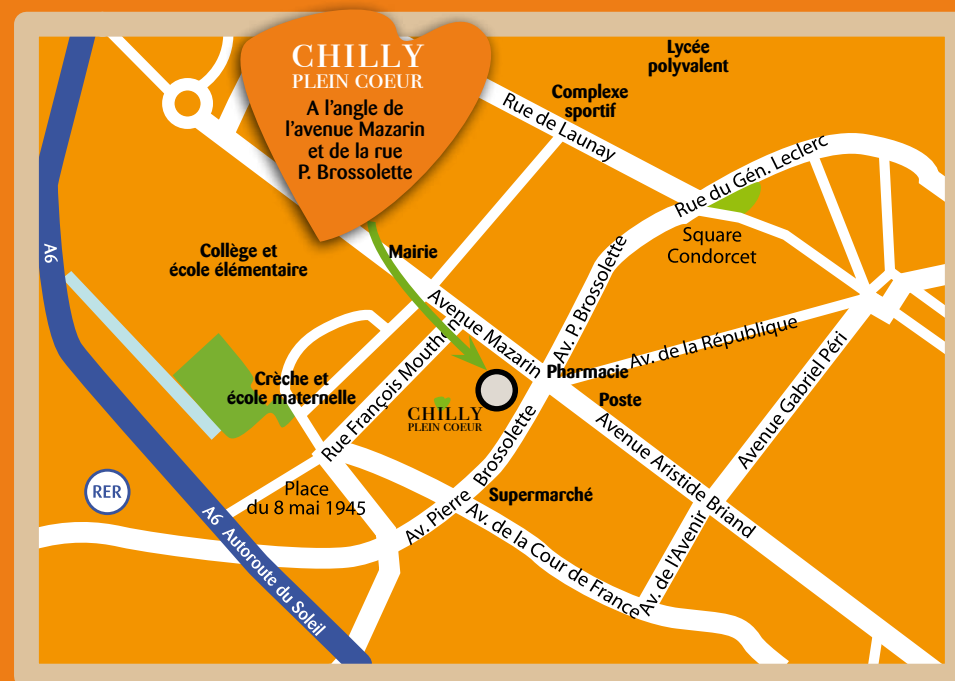 CHILLY
PLEIN COEUR
A l'angle de
l'avenue Mazarin
et de la rue
P. Brossolette
Lycée
polyvalent
Complexe
sportif
Rue de Launay
Rue du Gén. Leclerc
Square
Condorcet
A6
Collège et
école élémentaire
Mairie
Avenue Mazarin
Av. P. Brossolette
Av. de la République
Avenue Gabriel Péri
Pharmacie
Poste
Crèche et
école maternelle
Rue François Mouthon
CHILLY
PLEIN COEUR
Avenue Aristide Briand
Av. Pierre Brossolette
Supermarché
RER
Place
du 8 mai 1945
A6 Autoroute du Soleil
Av. de la Cour de France
Av. de l'Avenir